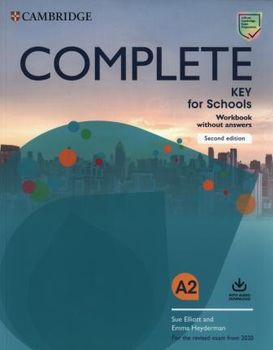 CAMBRIDGE
COMPLETE
KEY
for Schools
Workbook
without answers
Second edition
A2
WITH AUDIO
DOWNLOAD
Sue Elliott and
Emma Heyderman
For the revised exam from 2020